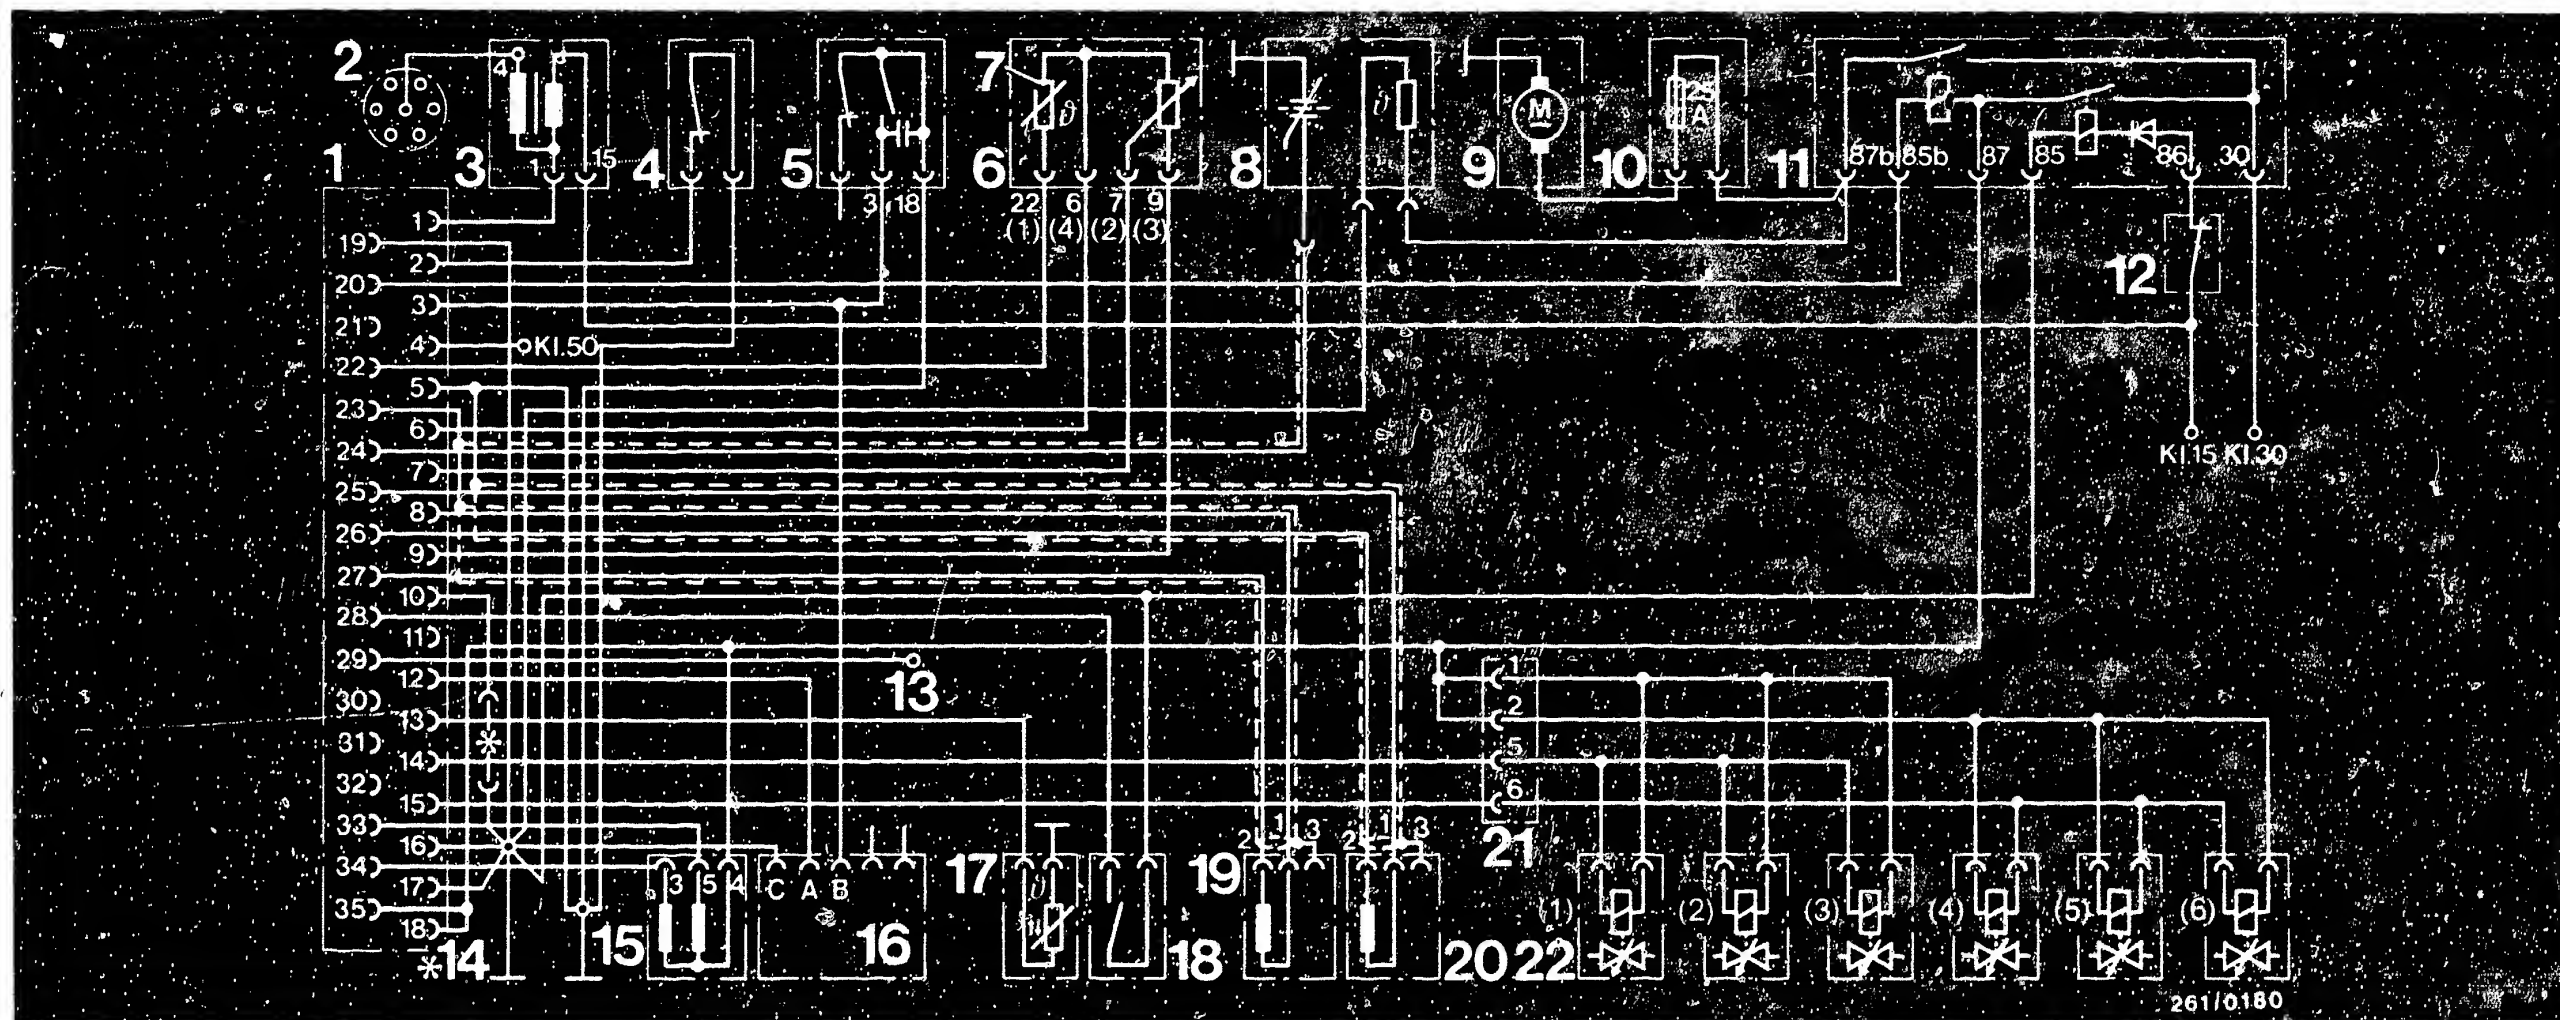 2 7
4 3 ϑ ϑ M 25 A
1 3 1 15 4 5 6 8 9 10 11 87b 85b 87 85 86 30
3 18 22 6 7 9
(1) (4) (2) (3)
1
19
2
20 12
3
21
4 Kl.50
22
5
23
6
24 Kl.15 Kl.30
7
25
8
26
9
27
10
28
11
29 1
12 13
30 2
13
31 * 5
14
32 6
15
33 2 1 3 2 1 3 21
16
34 3 5 4 C A B 17 ϑ 19
17
35 (1) (2) (3) (4) (5) (6)
18 15 16 18 20 22
*14
261/0180